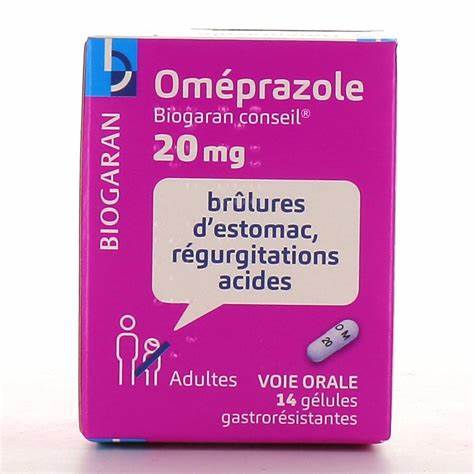 Oméprazole
Biogaran conseil®
20 mg
BIOGARAN
brûlures
d'estomac,
régurgitations
acides
OM
20
Adultes
VOIE ORALE
14 gélules
gastrorésistantes